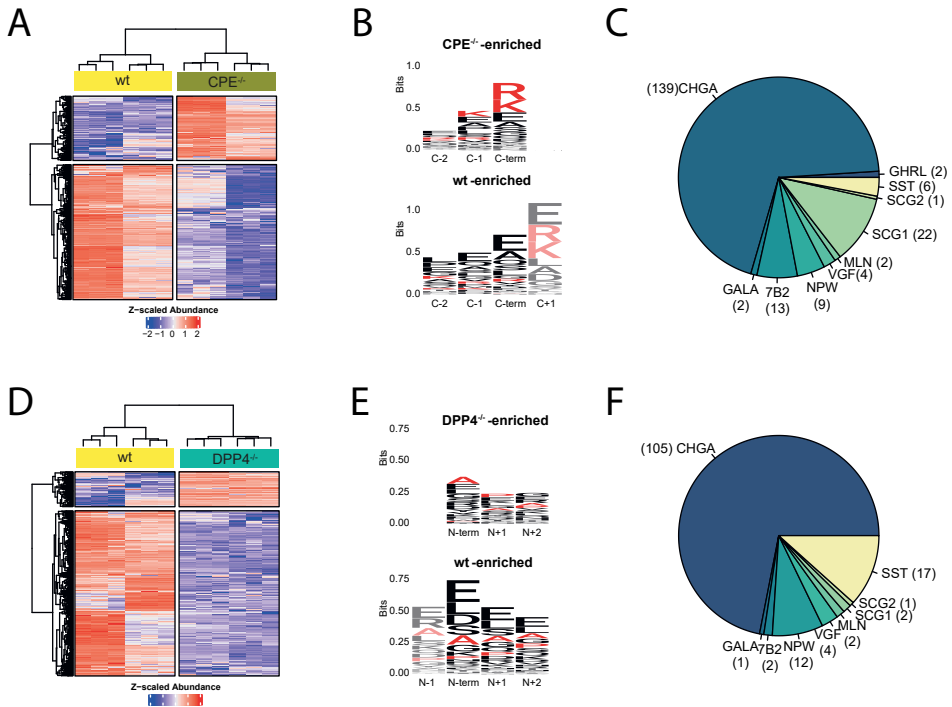 A
wt
CPE-/-
Z-scaled Abundance
-2 -1 0 1 2
B
CPE-/- -enriched
Bits
1.0
0.5
0.0
C-2 C-1 C-term
wt-enriched
Bits
1.0
0.5
0.0
C-2 C-1 C-term C+1
C
(139)CHGA
GHRL (2)
SST (6)
SCG2 (1)
SCG1 (22)
MLN (2)
VGF(4)
NPW
(9)
7B2
(13)
GALA
(2)
D
wt
DPP4-/-
Z-scaled Abundance
E
DPP4-/- -enriched
Bits
0.75
0.50
0.25
0.00
N-term N+1 N+2
wt-enriched
Bits
0.75
0.50
0.25
0.00
N-1 N-term N+1 N+2
F
(105) CHGA
SST (17)
SCG2 (1)
SCG1 (2)
MLN
(2)
VGF
(4)
NPW
(12)
7B2
(2)
GALA
(1)